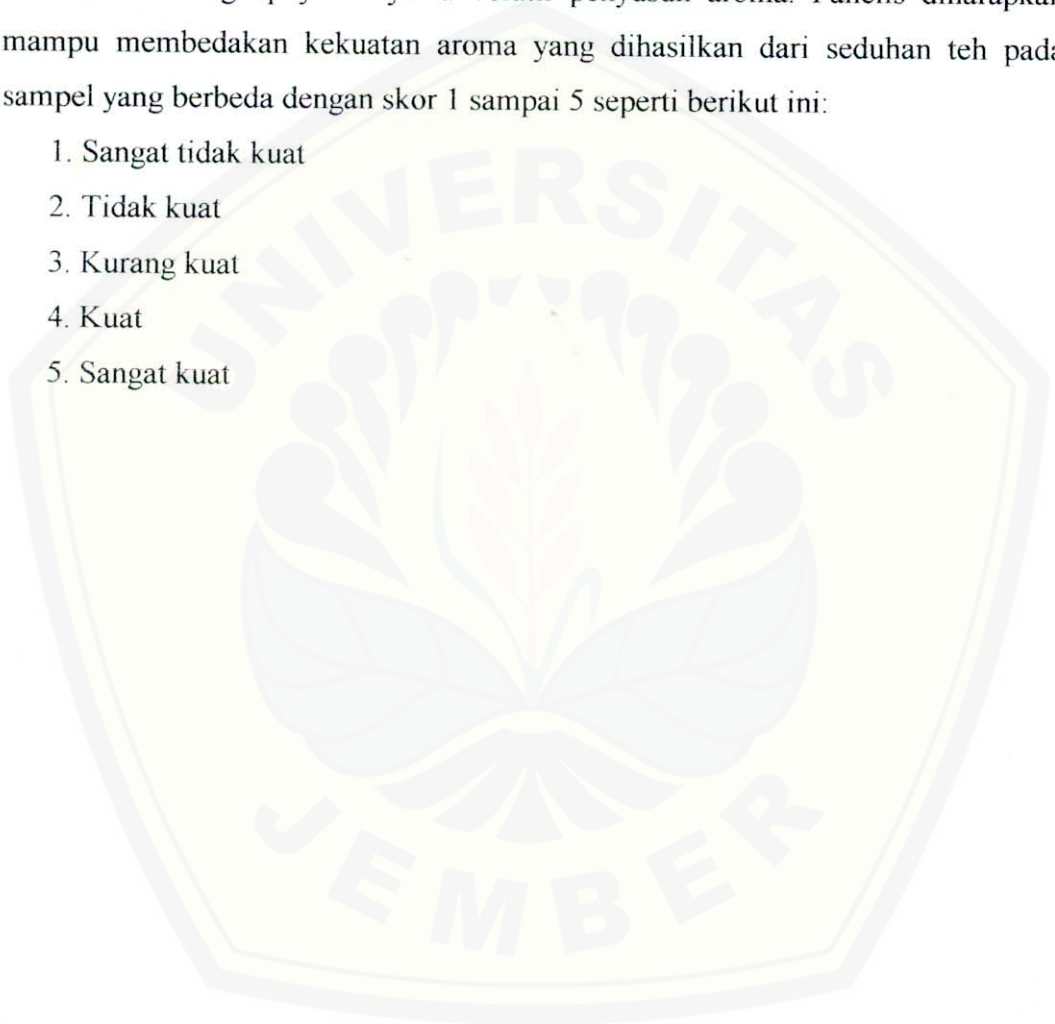 aroma. Panelis
mampu membedakan kekuatan aroma yang dihasilkan dari seduhan teh pada
sampel yang berbeda dengan skor 1 sampai 5 seperti berikut ini:
1. Sangat tidak kuat
2. Tidak kuat
3. Kurang kuat
4. Kuat
5. Sangat kuat
UNIVERSITAS
JEMBER